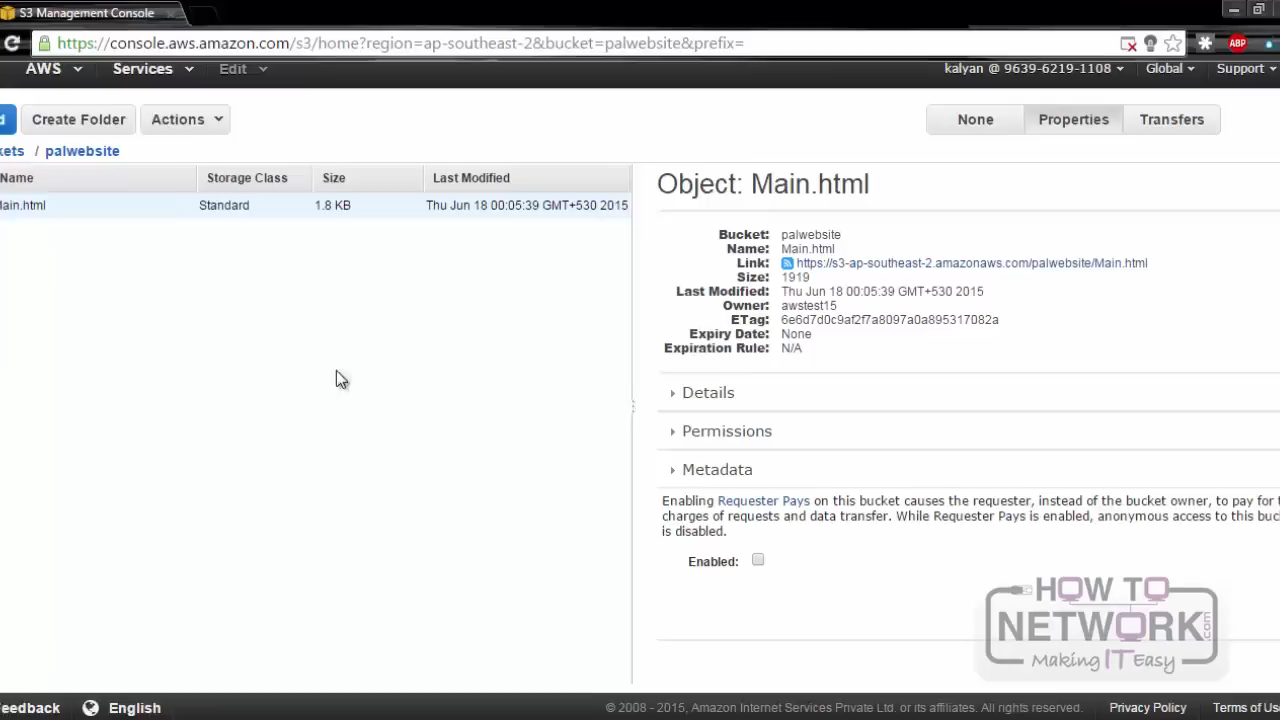 S3 Management Console
https://console.aws.amazon.com/s3/home?region=ap-southeast-2&bucket=palwebsite&prefix=
ABP
AWS Services Edit kalyan @ 9639-6219-1108 Global Support
d Create Folder Actions None Properties Transfers
kets / palwebsite
Name Storage Class Size Last Modified
Main.html Standard 1.8 KB Thu Jun 18 00:05:39 GMT+530 2015
Object: Main.html
Bucket: palwebsite
Name: Main.html
Link: https://s3-ap-southeast-2.amazonaws.com/palwebsite/Main.html
Size: 1919
Last Modified: Thu Jun 18 00:05:39 GMT+530 2015
Owner: awstest15
ETag: 6e6d7d0c9af2f7a8097a0a895317082a
Expiry Date: None
Expiration Rule: N/A
Details
Permissions
Metadata
Enabling Requester Pays on this bucket causes the requester, instead of the bucket owner, to pay for t
charges of requests and data transfer. While Requester Pays is enabled, anonymous access to this buc
is disabled.
Enabled:
HOW TO
NETWORK.com
Making IT Easy
Feedback English © 2008 - 2015, Amazon Internet Services Private Ltd. or its affiliates. All rights reserved. Privacy Policy Terms of Us